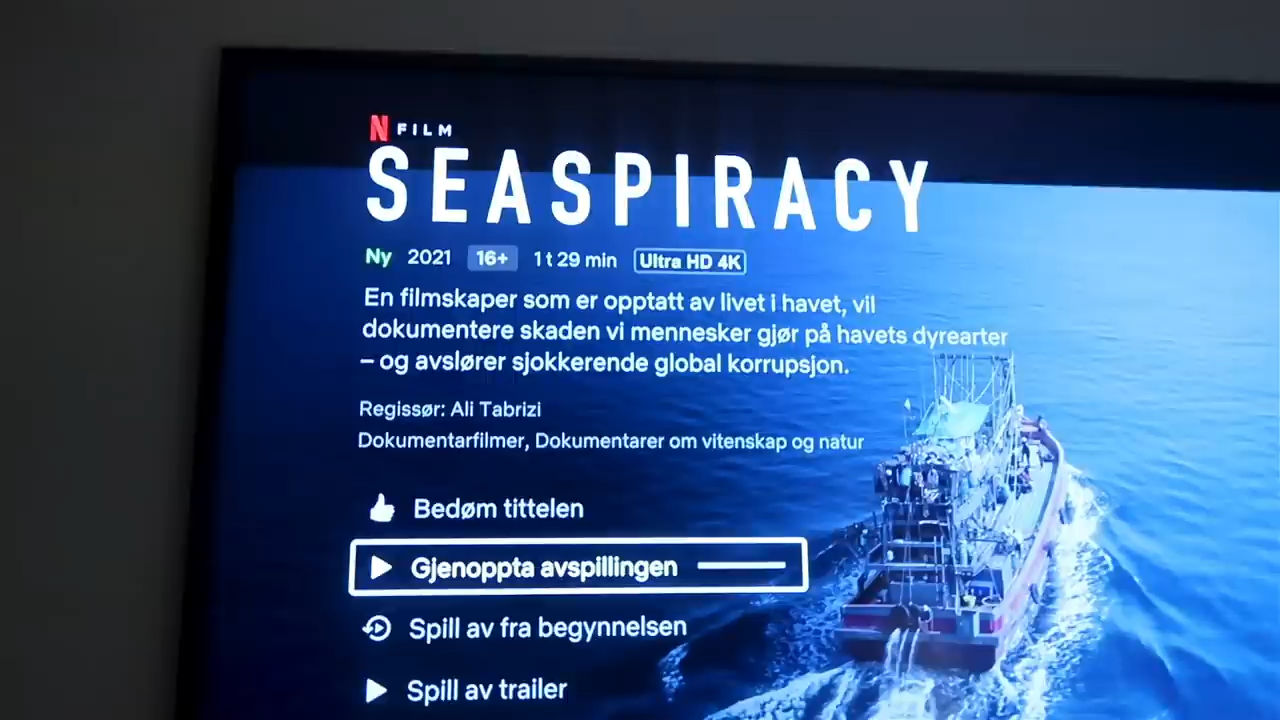 N FILM
SEASPIRACY
Ny 2021 16+ 1 t 29 min Ultra HD 4K
En filmskaper som er opptatt av livet i havet, vil
dokumentere skaden vi mennesker gjør på havets dyrearter
– og avslører sjokkerende global korrupsjon.
Regissør: Ali Tabrizi
Dokumentarfilmer, Dokumentarer om vitenskap og natur
Bedøm tittelen
Gjenoppta avspillingen
Spill av fra begynnelsen
Spill av trailer